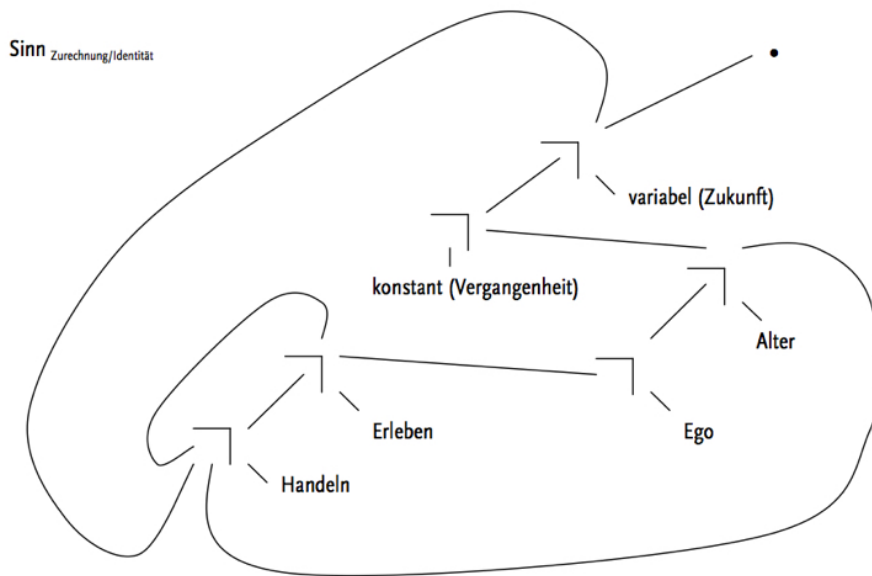 Sinn Zurechnung/Identität
variabel (Zukunft)
konstant (Vergangenheit)
Alter
Erleben
Ego
Handeln